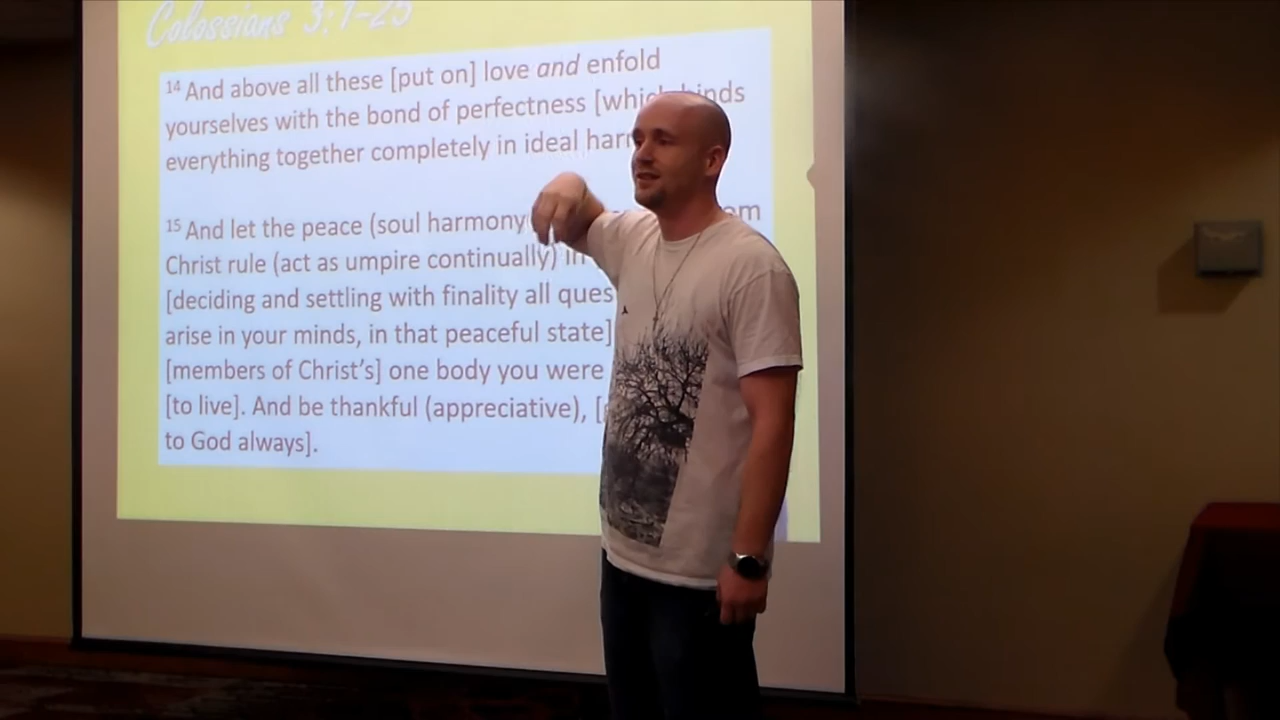 Colossians 3:1-25
14 And above all these [put on] love and enfold
yourselves with the bond of perfectness [which binds
everything together completely in ideal har
15 And let the peace (soul harmony
Christ rule (act as umpire continually) in
[deciding and settling with finality all ques
arise in your minds, in that peaceful state]
[members of Christ's] one body you were
[to live]. And be thankful (appreciative), [
to God always].